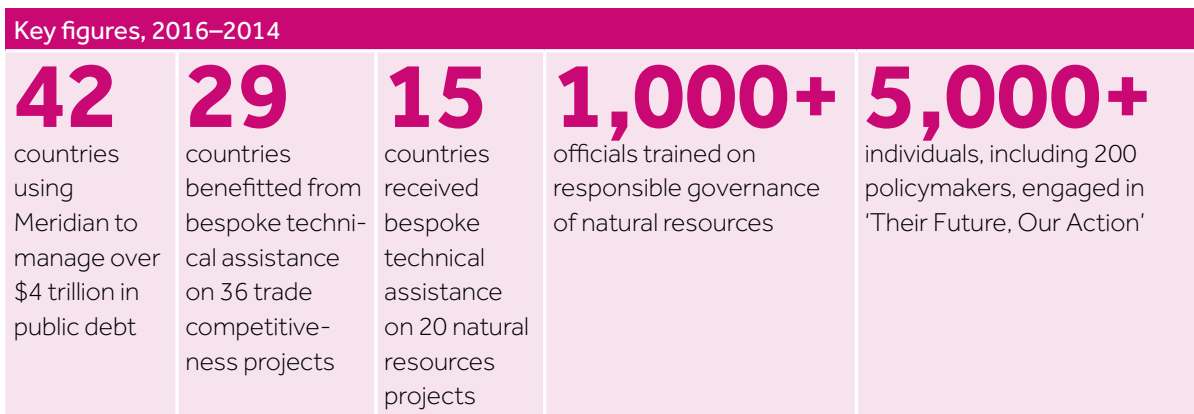 Key figures, 2016–2014
42
countries
using
Meridian to
manage over
$4 trillion in
public debt
29
countries
benefitted from
bespoke techni-
cal assistance
on 36 trade
competitive-
ness projects
15
countries
received
bespoke
technical
assistance
on 20 natural
resources
projects
1,000+
officials trained on
responsible governance
of natural resources
5,000+
individuals, including 200
policymakers, engaged in
‘Their Future, Our Action’